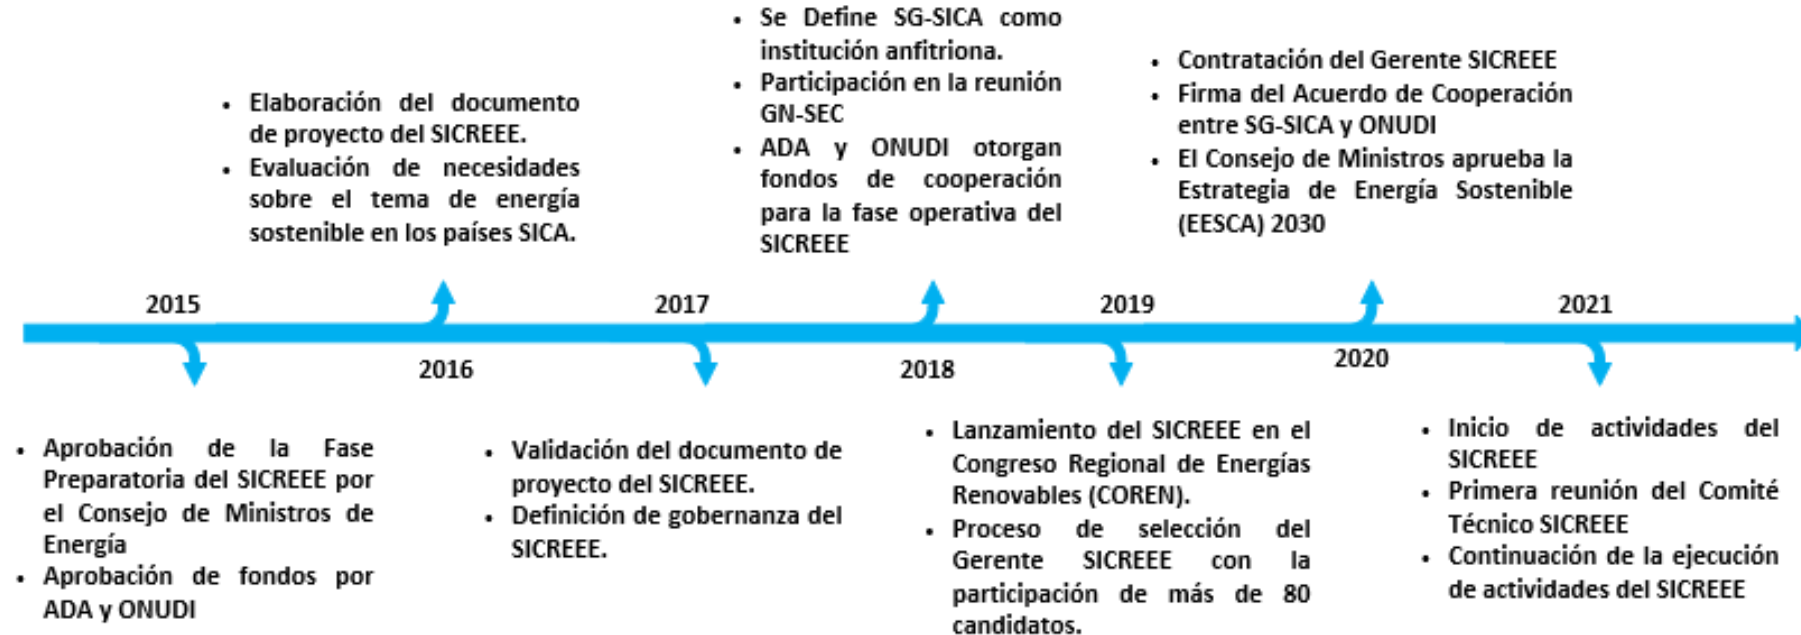 2015
• Aprobación de la Fase
Preparatoria del SICREEE por
el Consejo de Ministros de
Energía
• Aprobación de fondos por
ADA y ONUDI
• Elaboración del documento
de proyecto del SICREEE.
• Evaluación de necesidades
sobre el tema de energía
sostenible en los países SICA.
2016
2017
• Validación del documento de
proyecto del SICREEE.
• Definición de gobernanza del
SICREEE.
• Se Define SG-SICA como
institución anfitriona.
• Participación en la reunión
GN-SEC
• ADA y ONUDI otorgan
fondos de cooperación
para la fase operativa del
SICREEE
2018
2019
• Lanzamiento del SICREEE en el
Congreso Regional de Energías
Renovables (COREN).
• Proceso de selección del
Gerente SICREEE con la
participación de más de 80
candidatos.
• Contratación del Gerente SICREEE
• Firma del Acuerdo de Cooperación
entre SG-SICA y ONUDI
• El Consejo de Ministros aprueba la
Estrategia de Energía Sostenible
(EESCA) 2030
2020
2021
• Inicio de actividades del
SICREEE
• Primera reunión del Comité
Técnico SICREEE
• Continuación de la ejecución
de actividades del SICREEE